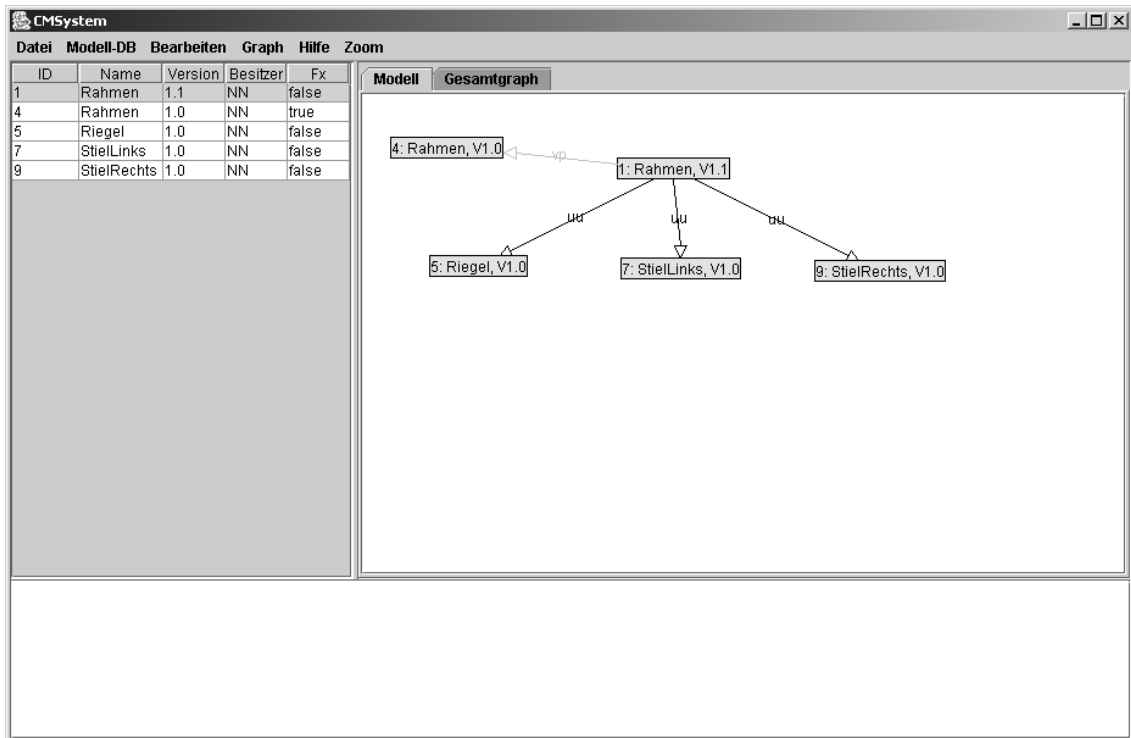 CMSystem
Datei Modell-DB Bearbeiten Graph Hilfe Zoom
ID Name Version Besitzer Fx
1 Rahmen 1.1 NN false
4 Rahmen 1.0 NN true
5 Riegel 1.0 NN false
7 StielLinks 1.0 NN false
9 StielRechts 1.0 NN false
Modell Gesamtgraph
4: Rahmen, V1.0
vp
1: Rahmen, V1.1
uu uu uu
5: Riegel, V1.0 7: StielLinks, V1.0 9: StielRechts, V1.0